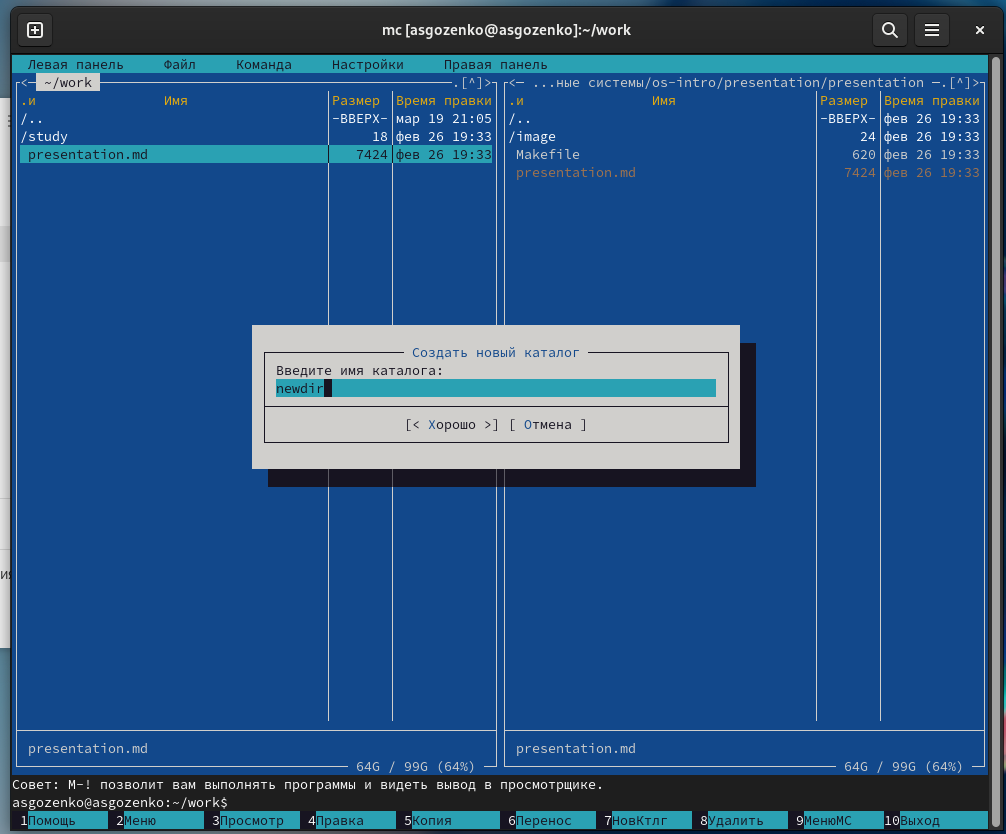 mc [asgozenko@asgozenko]:~/work
Левая панель Файл Команда Настройки Правая панель
<─ ~/work .[^]>
.и Имя Размер Время правки
/.. -ВВЕРХ- мар 19 21:05
/study 18 фев 26 19:33
presentation.md 7424 фев 26 19:33
<─ ...ные системы/os-intro/presentation/presentation ─.[^]>
.и Имя Размер Время правки
/.. -ВВЕРХ- фев 26 19:33
/image 24 фев 26 19:33
Makefile 620 фев 26 19:33
presentation.md 7424 фев 26 19:33
Создать новый каталог
Введите имя каталога:
newdir
[< Хорошо >] [ Отмена ]
presentation.md
64G / 99G (64%)
presentation.md
64G / 99G (64%)
Совет: M-! позволит вам выполнять программы и видеть вывод в просмотрщике.
asgozenko@asgozenko:~/work$
1Помощь 2Меню 3Просмотр 4Правка 5Копия 6Перенос 7НовКтлг 8Удалить 9МенюMC 10Выход